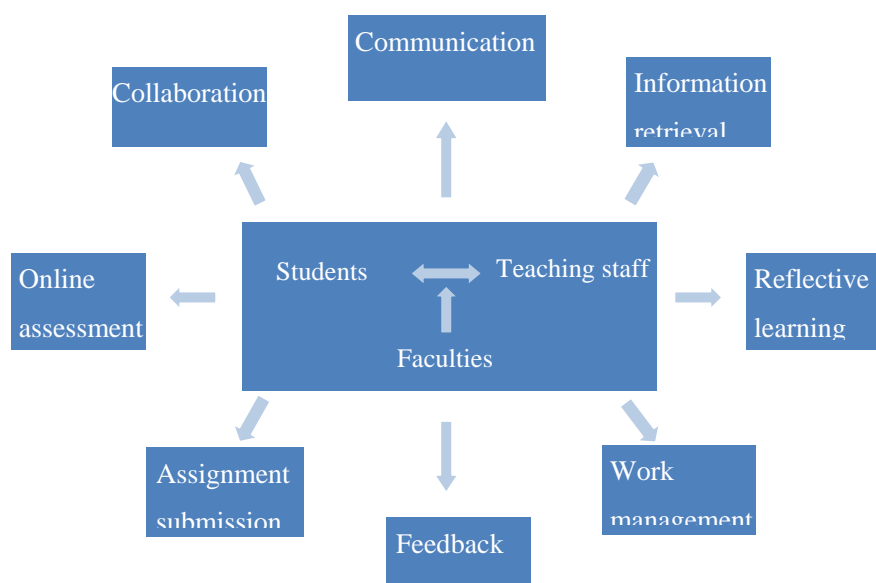 Communication
Collaboration
Information
retrieval
Students
Teaching staff
Faculties
Online
assessment
Reflective
learning
Assignment
submission
Work
management
Feedback